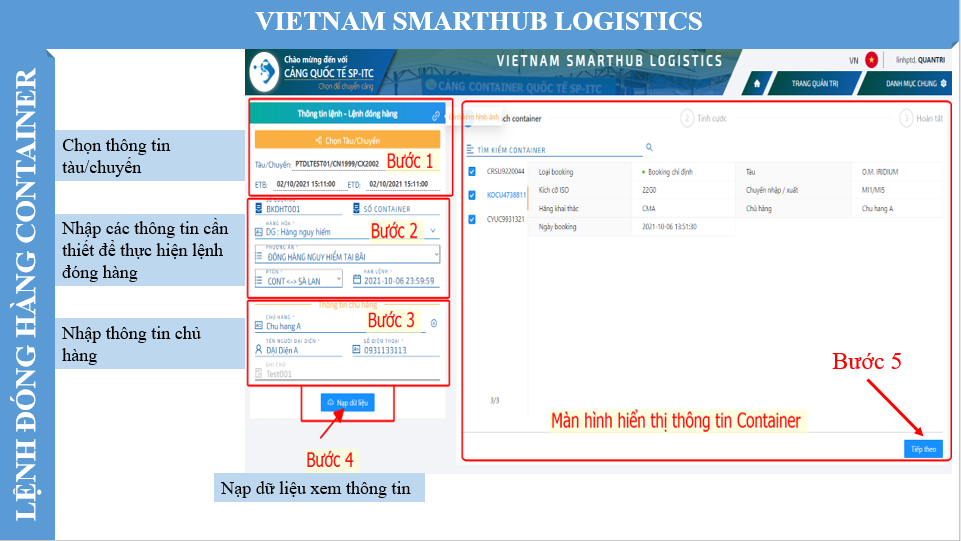 VIETNAM SMARTHUB LOGISTICS
LỆNH ĐÓNG HÀNG CONTAINER
Chào mừng đến với
CẢNG QUỐC TẾ SP-ITC
Chọn để chuyển cảng
VIETNAM SMARTHUB LOGISTICS
CẢNG CONTAINER QUỐC TẾ SP-ITC
VN
linhptd, QUANTRI
TRANG QUẢN TRỊ
DANH MỤC CHUNG
Chọn thông tin
tàu/chuyến
Thông tin lệnh - Lệnh đóng hàng
Chọn Tàu/Chuyến
Tàu/Chuyến: PTDLTEST01/CN1999/CX2002
Bước 1
ETB: 02/10/2021 15:11:00 ETD: 02/10/2021 15:11:00
Nhập các thông tin cần
thiết để thực hiện lệnh
đóng hàng
SỐ BOOKING
BKDHT001
SỐ CONTAINER
HÀNG HÓA *
DG : Hàng nguy hiểm
Bước 2
PHƯƠNG ÁN *
ĐÓNG HÀNG NGUY HIỂM TẠI BÃI
PTGN *
CONT <-> SÀ LAN
HẠN LỆNH *
2021-10-06 23:59:59
Nhập thông tin chủ
hàng
Thông tin chủ hàng
CHỦ HÀNG *
Chu hang A
Bước 3
TÊN NGƯỜI ĐẠI DIỆN *
ĐẠI Diện A
SỐ ĐIỆN THOẠI *
0931133113
GHI CHÚ
Test001
Nạp dữ liệu
Bước 4
Nạp dữ liệu xem thông tin
ch container
2 Tính cước
3 Hoàn tất
TÌM KIẾM CONTAINER
CRSU9220044
KOCU4738811
CYUC9931321
Loại booking Booking chỉ định Tàu O.M. IRIDIUM
Kích cỡ ISO 22G0 Chuyến nhập / xuất MI11/MI5
Hãng khai thác CMA Chủ hàng Chu hang A
Ngày booking 2021-10-06 13:51:30
3/3
Màn hình hiển thị thông tin Container
Bước 5
Tiếp theo